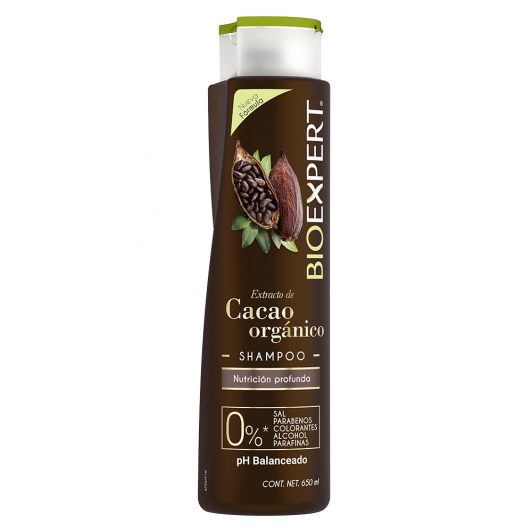 Nueva
Fórmula
BIOEXPERT®
Extracto de
Cacao
orgánico
SHAMPOO
Nutrición profunda
0%*
SAL
PARABENOS
COLORANTES
ALCOHOL
PARAFINAS
pH Balanceado
CONT. NET. 650 ml